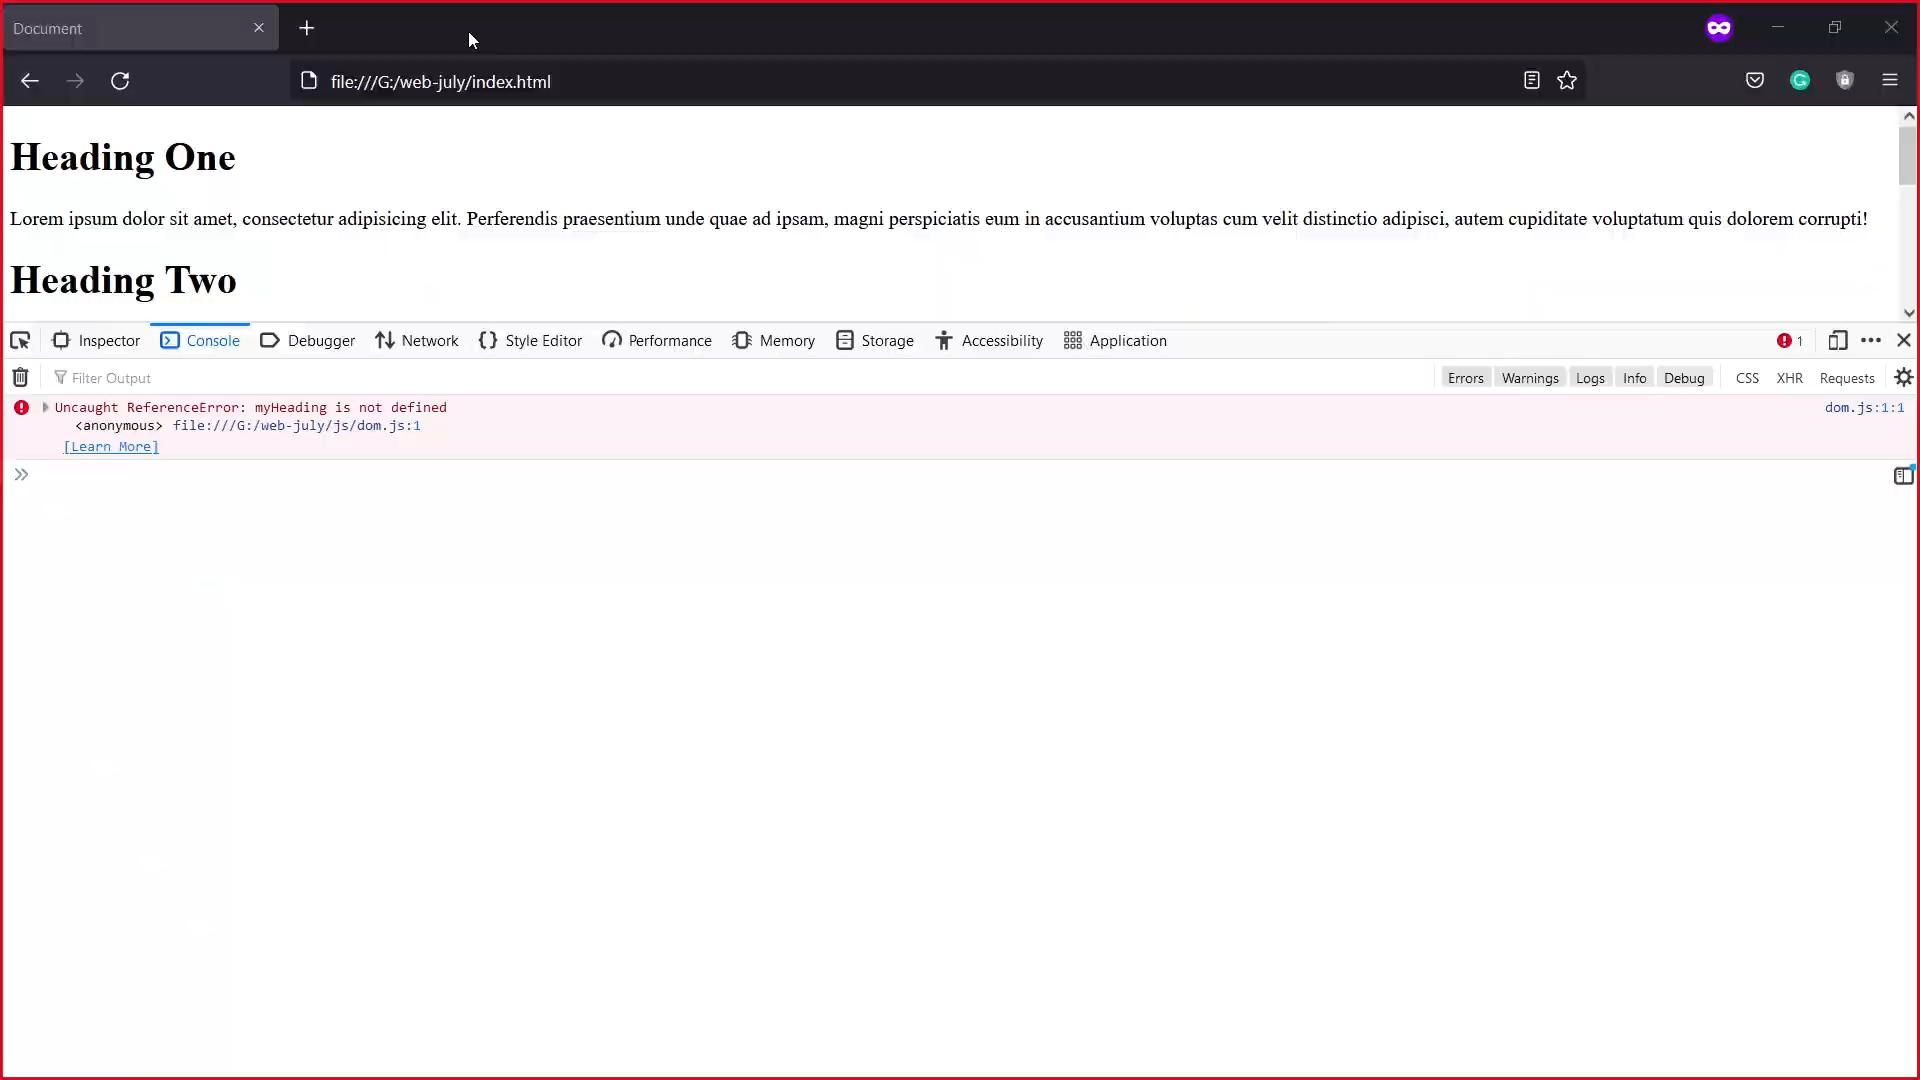 Document
file:///G:/web-july/index.html
Heading One
Lorem ipsum dolor sit amet, consectetur adipisicing elit. Perferendis praesentium unde quae ad ipsam, magni perspiciatis eum in accusantium voluptas cum velit distinctio adipisci, autem cupiditate voluptatum quis dolorem corrupti!
Heading Two
Inspector Console Debugger Network Style Editor Performance Memory Storage Accessibility Application 1
Filter Output Errors Warnings Logs Info Debug CSS XHR Requests
Uncaught ReferenceError: myHeading is not defined dom.js:1:1
<anonymous> file:///G:/web-july/js/dom.js:1
[Learn More]